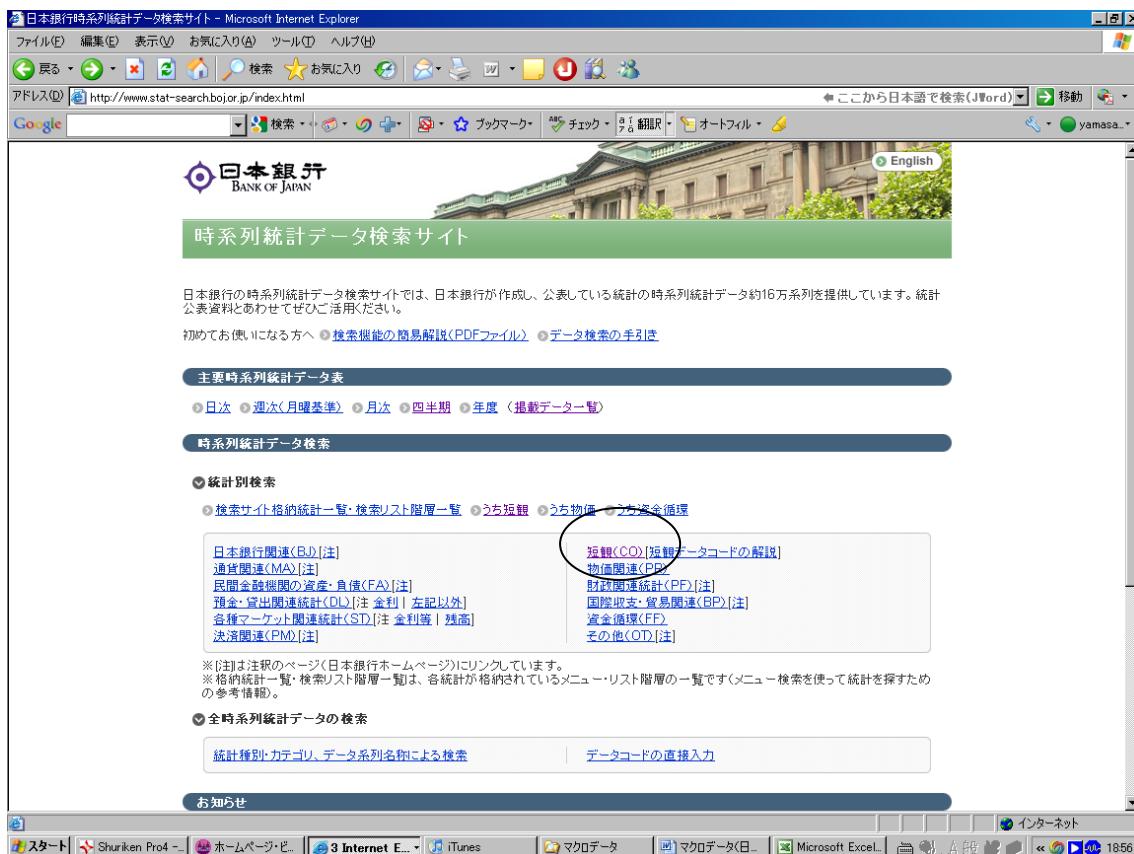 日本銀行時系列統計データ検索サイト - Microsoft Internet Explorer
ファイル(F) 編集(E) 表示(V) お気に入り(A) ツール(T) ヘルプ(H)
戻る 検索 お気に入り
アドレス(D) http://www.stat-search.boj.or.jp/index.html ここから日本語で検索(JWord) 移動
Google 検索 ブックマーク チェック 翻訳 オートフィル yamasa...
日本銀行
BANK OF JAPAN
English
時系列統計データ検索サイト
日本銀行の時系列統計データ検索サイトでは、日本銀行が作成し、公表している統計の時系列統計データ約16万系列を提供しています。統計
公表資料とあわせてぜひご活用ください。
初めてお使いになる方へ 検索機能の簡易解説(PDFファイル) データ検索の手引き
主要時系列統計データ表
日次 週次(月曜基準) 月次 四半期 年度 (掲載データ一覧)
時系列統計データ検索
統計別検索
検索サイト格納統計一覧・検索リスト階層一覧 うち短観 うち物価 うち資金循環
日本銀行関連(BJ)[注] 短観(CO)[短観データコードの解説]
通貨関連(MA)[注] 物価関連(PR)
民間金融機関の資産・負債(FA)[注] 財政関連統計(PF)[注]
預金・貸出関連統計(DL)[注 金利 | 左記以外] 国際収支・貿易関連(BP)[注]
各種マーケット関連統計(ST)[注 金利等 | 残高] 資金循環(FF)
決済関連(PM)[注] その他(OT)[注]
※[注]は注釈のページ(日本銀行ホームページ)にリンクしています。
※格納統計一覧・検索リスト階層一覧は、各統計が格納されているメニュー・リスト階層の一覧です(メニュー検索を使って統計を探すため
の参考情報)。
全時系列統計データの検索
統計種別・カテゴリ、データ系列名称による検索 データコードの直接入力
お知らせ
インターネット
スタート Shuriken Pro4 -... ホームページ・ビ... 3 Internet E... iTunes マクロデータ マクロデータ(日... Microsoft Excel... A 般 18:56